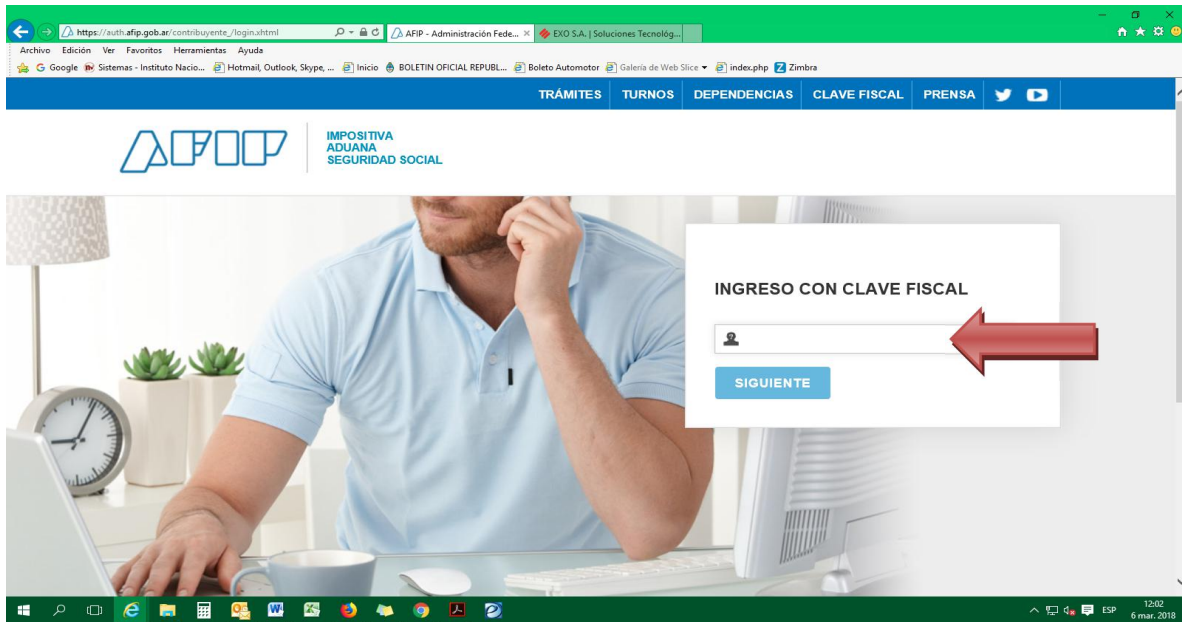 https://auth.afip.gob.ar/contribuyente_/login.xhtml
AFIP - Administración Fede...
EXO S.A. | Soluciones Tecnológ...
Archivo Edición Ver Favoritos Herramientas Ayuda
Google Sistemas - Instituto Nacio... Hotmail, Outlook, Skype, ... Inicio BOLETIN OFICIAL REPUBL... Boleto Automotor Galería de Web Slice index.php Zimbra
TRÁMITES TURNOS DEPENDENCIAS CLAVE FISCAL PRENSA
AFIP
IMPOSITIVA
ADUANA
SEGURIDAD SOCIAL
INGRESO CON CLAVE FISCAL
SIGUIENTE
ESP
12:02
6 mar. 2018